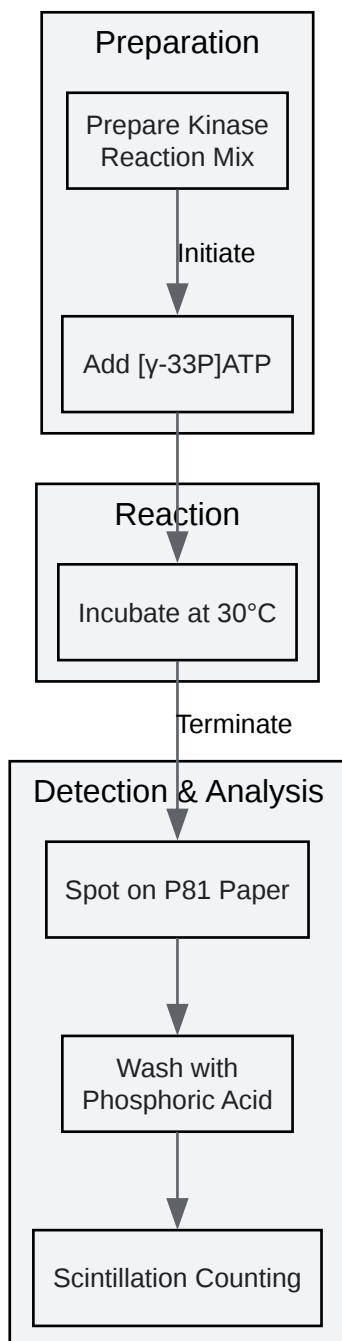 Preparation
Prepare Kinase
Reaction Mix
Initiate
Add [γ-33P]ATP
Reaction
Incubate at 30°C
Terminate
Detection & Analysis
Spot on P81 Paper
Wash with
Phosphoric Acid
Scintillation Counting